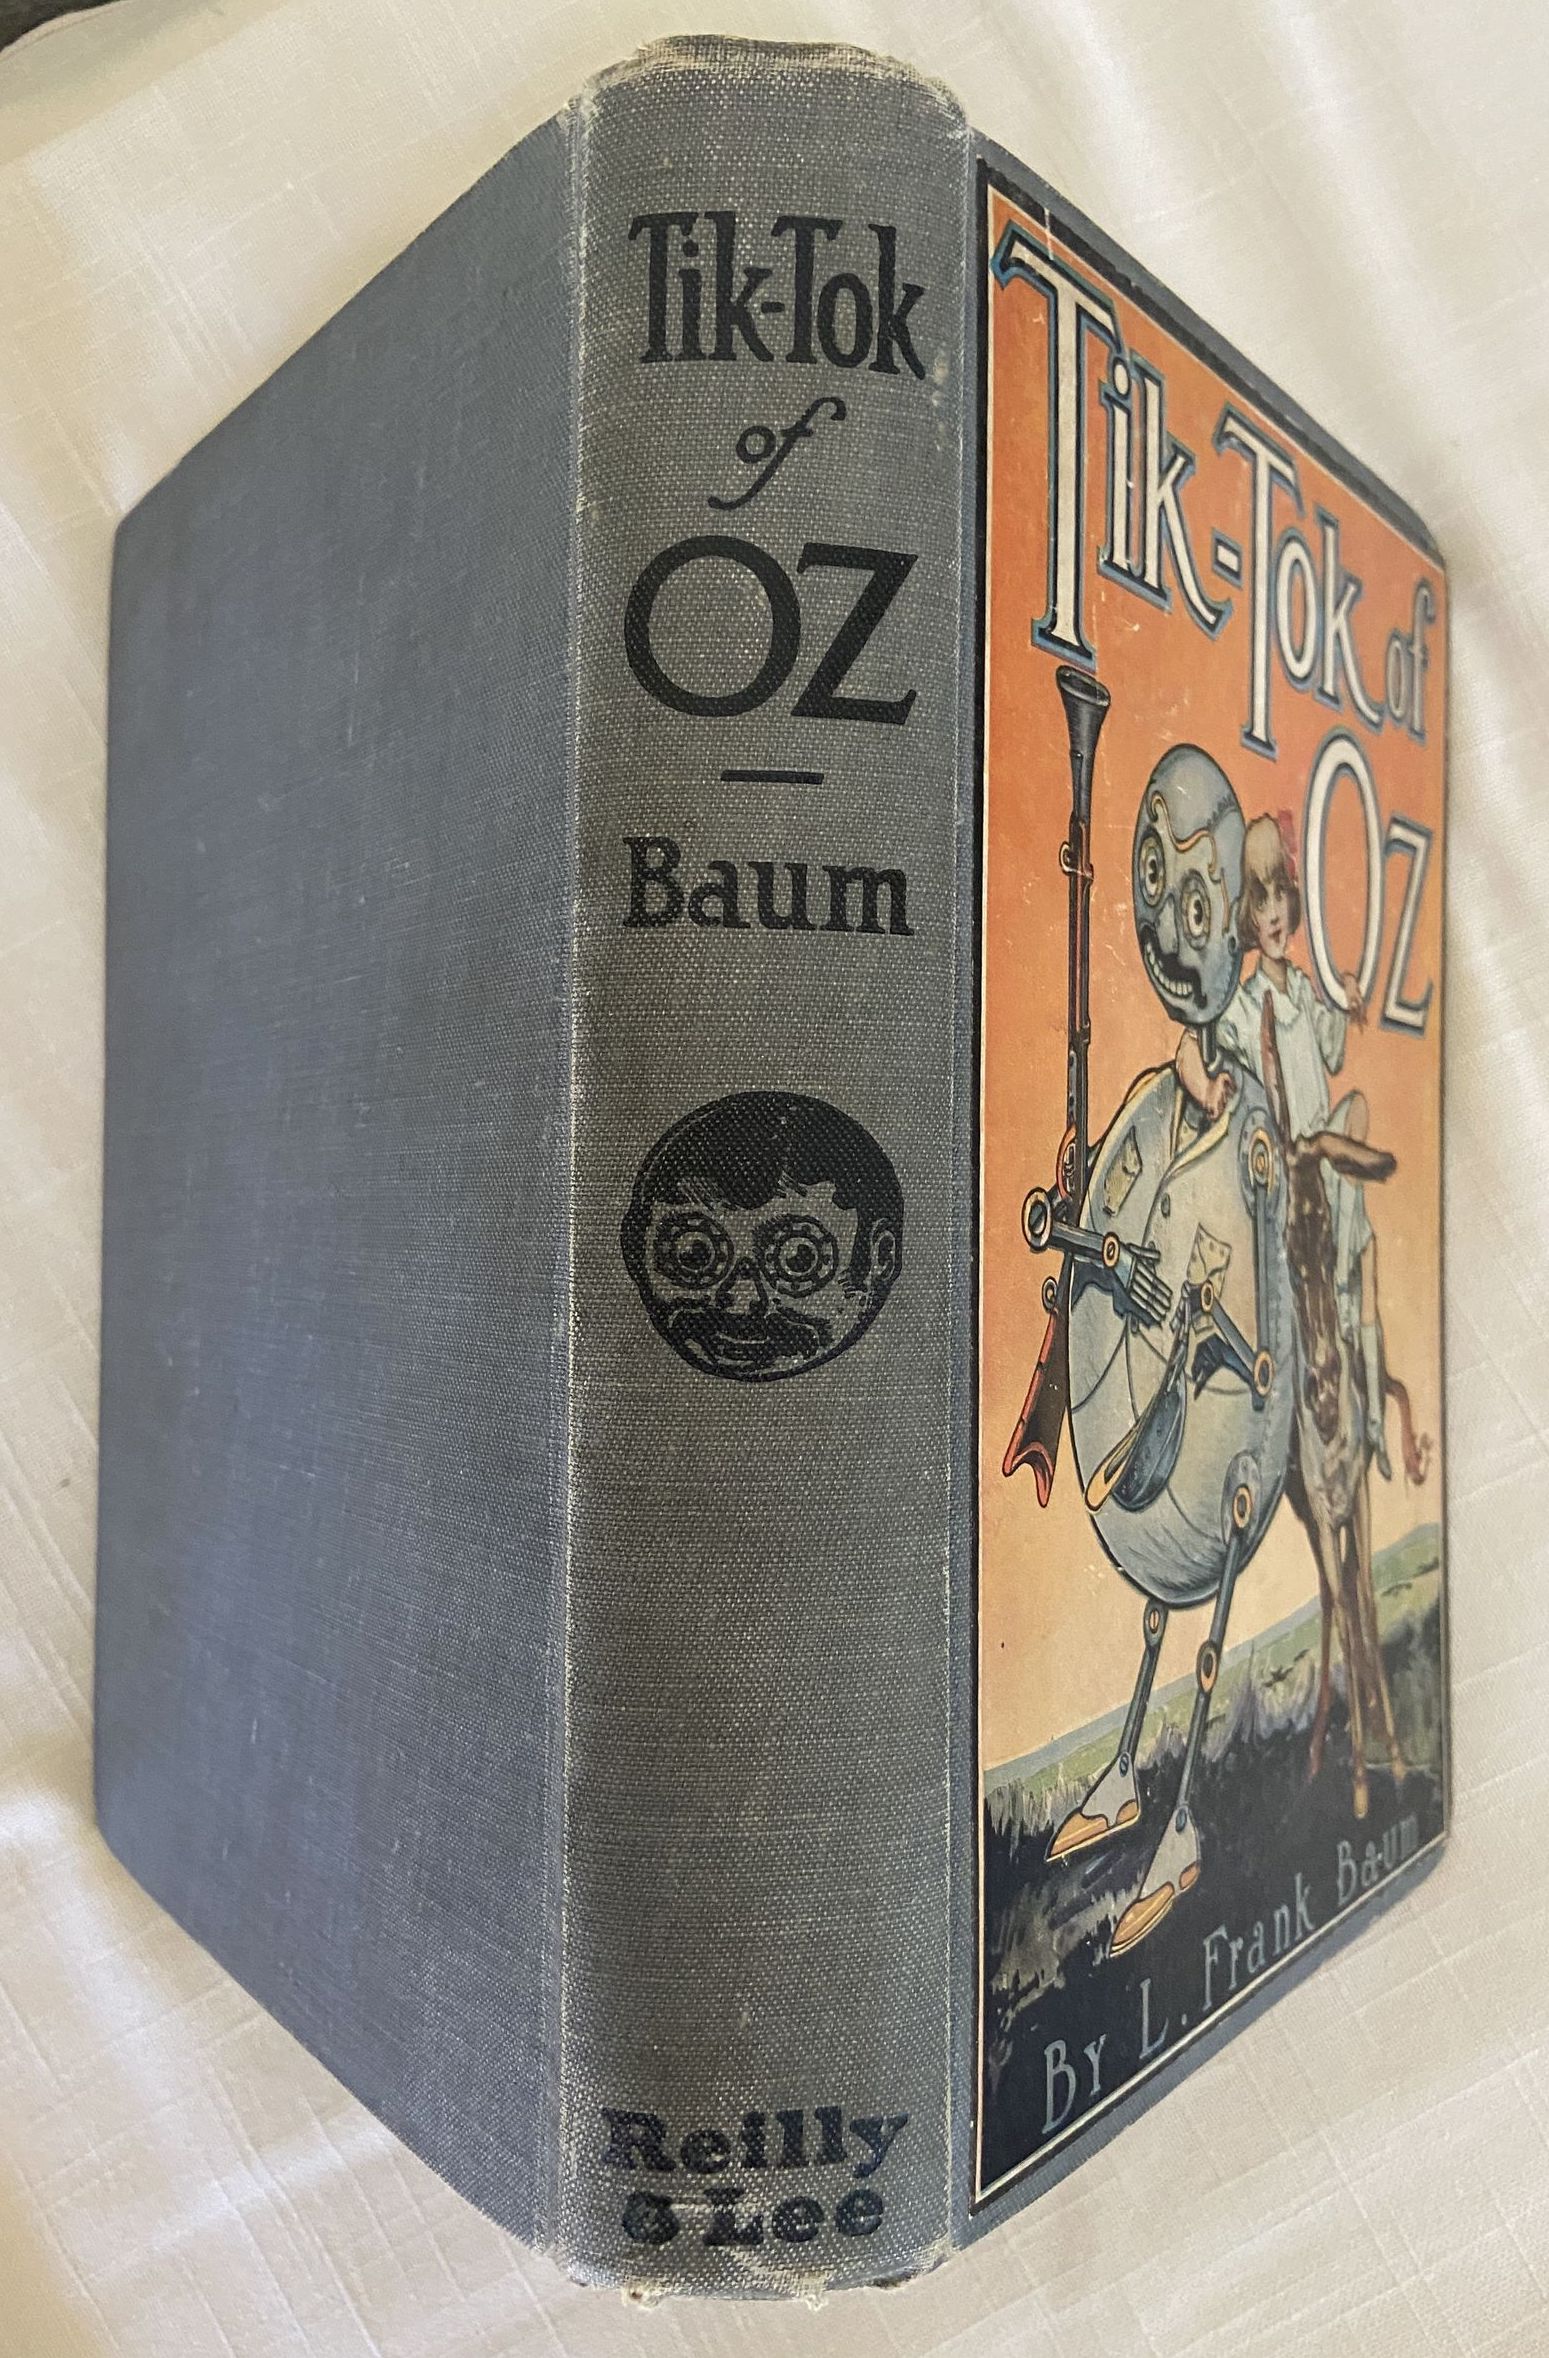 Tik-Tok
of
OZ
Baum
Reilly
& Lee
Tik-Tok of
Oz
By L. Frank Baum